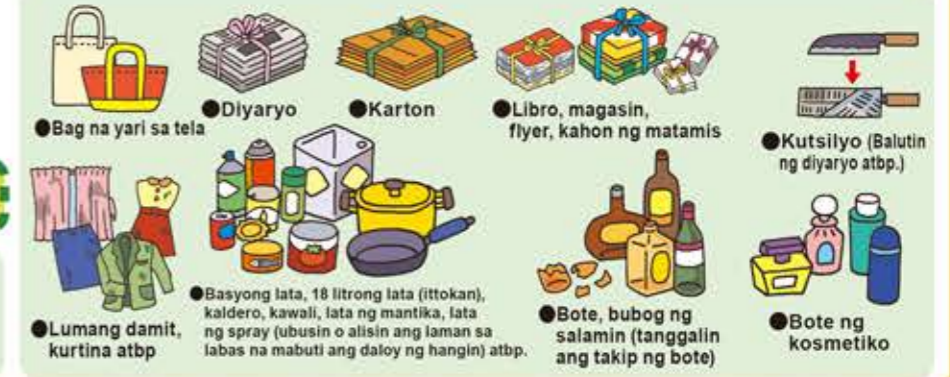 ●Bag na yari sa tela
●Diyaryo
●Karton
●Libro, magasin,
flyer, kahon ng matamis
●Kutsilyo (Balutin
ng diyaryo atbp.)
●Lumang damit,
kurtina atbp
●Basyong lata, 18 litrong lata (ittokan),
kaldero, kawali, lata ng mantika, lata
ng spray (ubusin o alisin ang laman sa
labas na mabuti ang daloy ng hangin) atbp.
●Bote, bubog ng
salamin (tanggalin
ang takip ng bote)
●Bote ng
kosmetiko